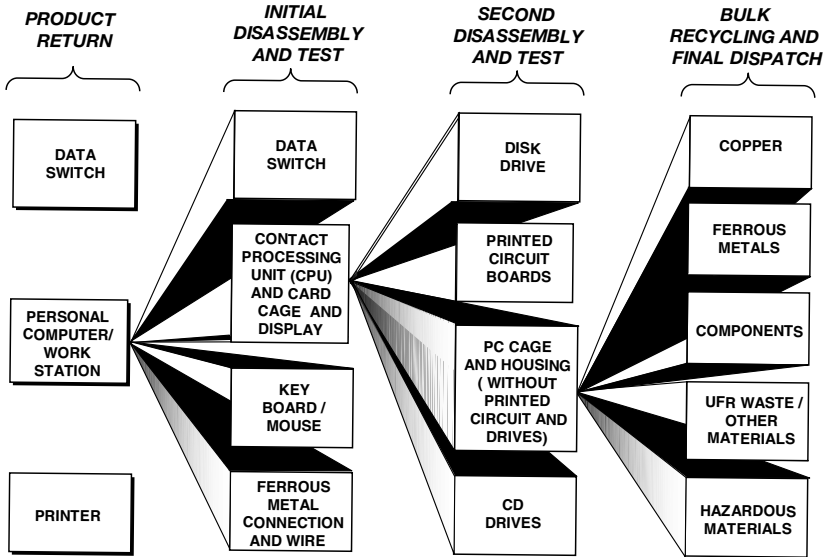 PRODUCT
RETURN
INITIAL
DISASSEMBLY
AND TEST
SECOND
DISASSEMBLY
AND TEST
BULK
RECYCLING AND
FINAL DISPATCH
DATA
SWITCH
PERSONAL
COMPUTER/
WORK
STATION
PRINTER
DATA
SWITCH
CONTACT
PROCESSING
UNIT (CPU)
AND CARD
CAGE AND
DISPLAY
KEY
BOARD /
MOUSE
FERROUS
METAL
CONNECTION
AND WIRE
DISK
DRIVE
PRINTED
CIRCUIT
BOARDS
PC CAGE
AND HOUSING
( WITHOUT
PRINTED
CIRCUIT AND
DRIVES)
CD
DRIVES
COPPER
FERROUS
METALS
COMPONENTS
UFR WASTE /
OTHER
MATERIALS
HAZARDOUS
MATERIALS